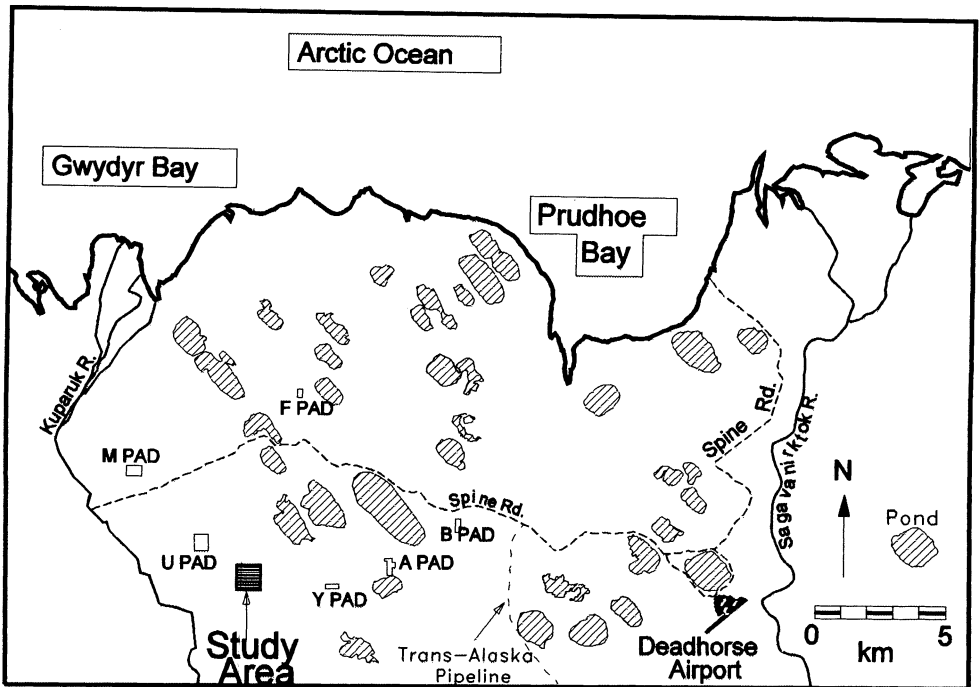 Arctic Ocean
Gwydyr Bay
Prudhoe
Bay
Kuparuk R.
F PAD
M PAD
Spine Rd.
Spine Rd.
Sagavanirktok R.
N
Pond
B PAD
U PAD
A PAD
Y PAD
Study
Area
Trans-Alaska
Pipeline
Deadhorse
Airport
0 5
km